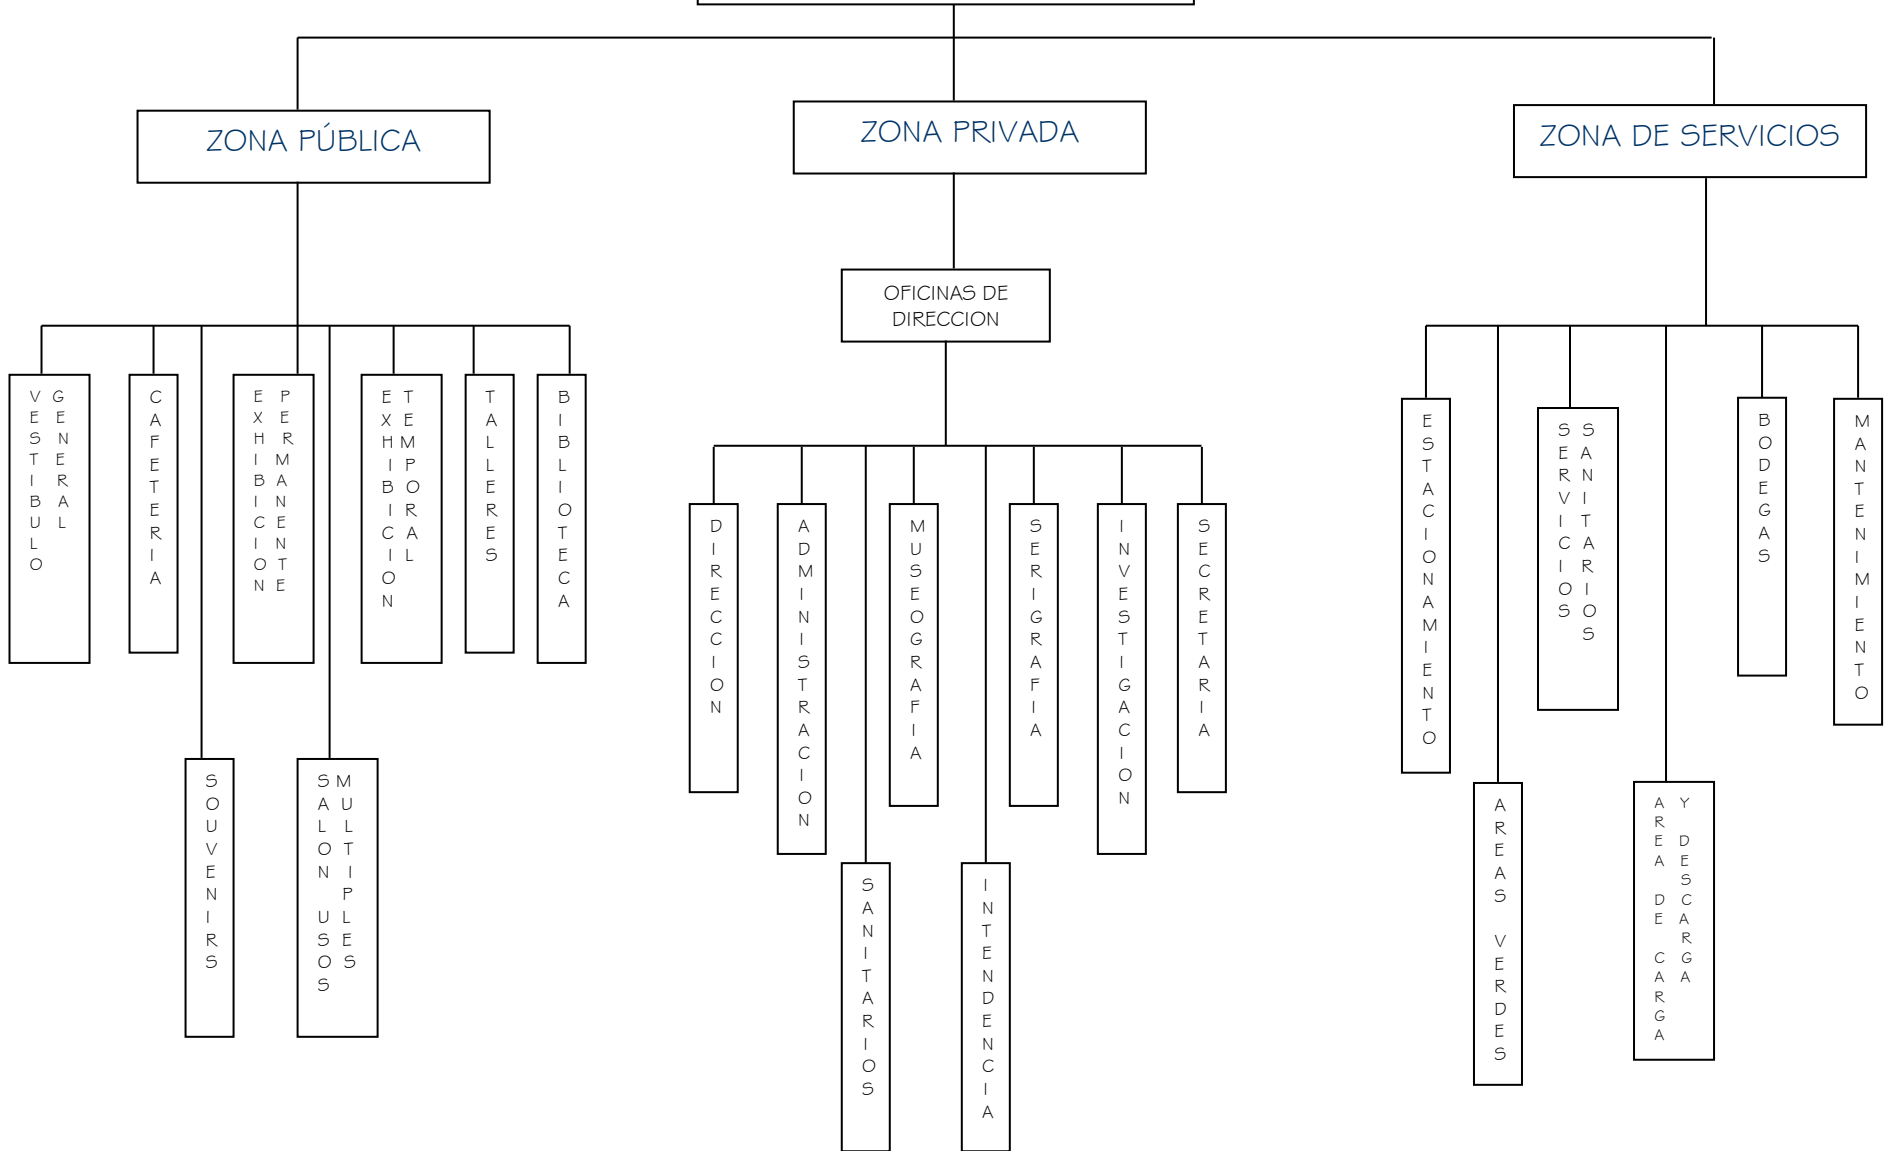 ZONA PÚBLICA
ZONA PRIVADA
ZONA DE SERVICIOS
OFICINAS DE
DIRECCION
VESTIBULO
GENERAL
CAFETERIA
EXHIBICION
PERMANENTE
EXHIBICION
TEMPORAL
TALLERES
BIBLIOTECA
SOUVENIRS
SALON USOS
MULTIPLES
DIRECCION
ADMINISTRACION
MUSEOGRAFIA
SERIGRAFIA
INVESTIGACION
SECRETARIA
SANITARIOS
INTENDENCIA
ESTACIONAMIENTO
SERVICIOS
SANITARIOS
BODEGAS
MANTENIMIENTO
AREAS VERDES
AREA DE CARGA
Y DESCARGA